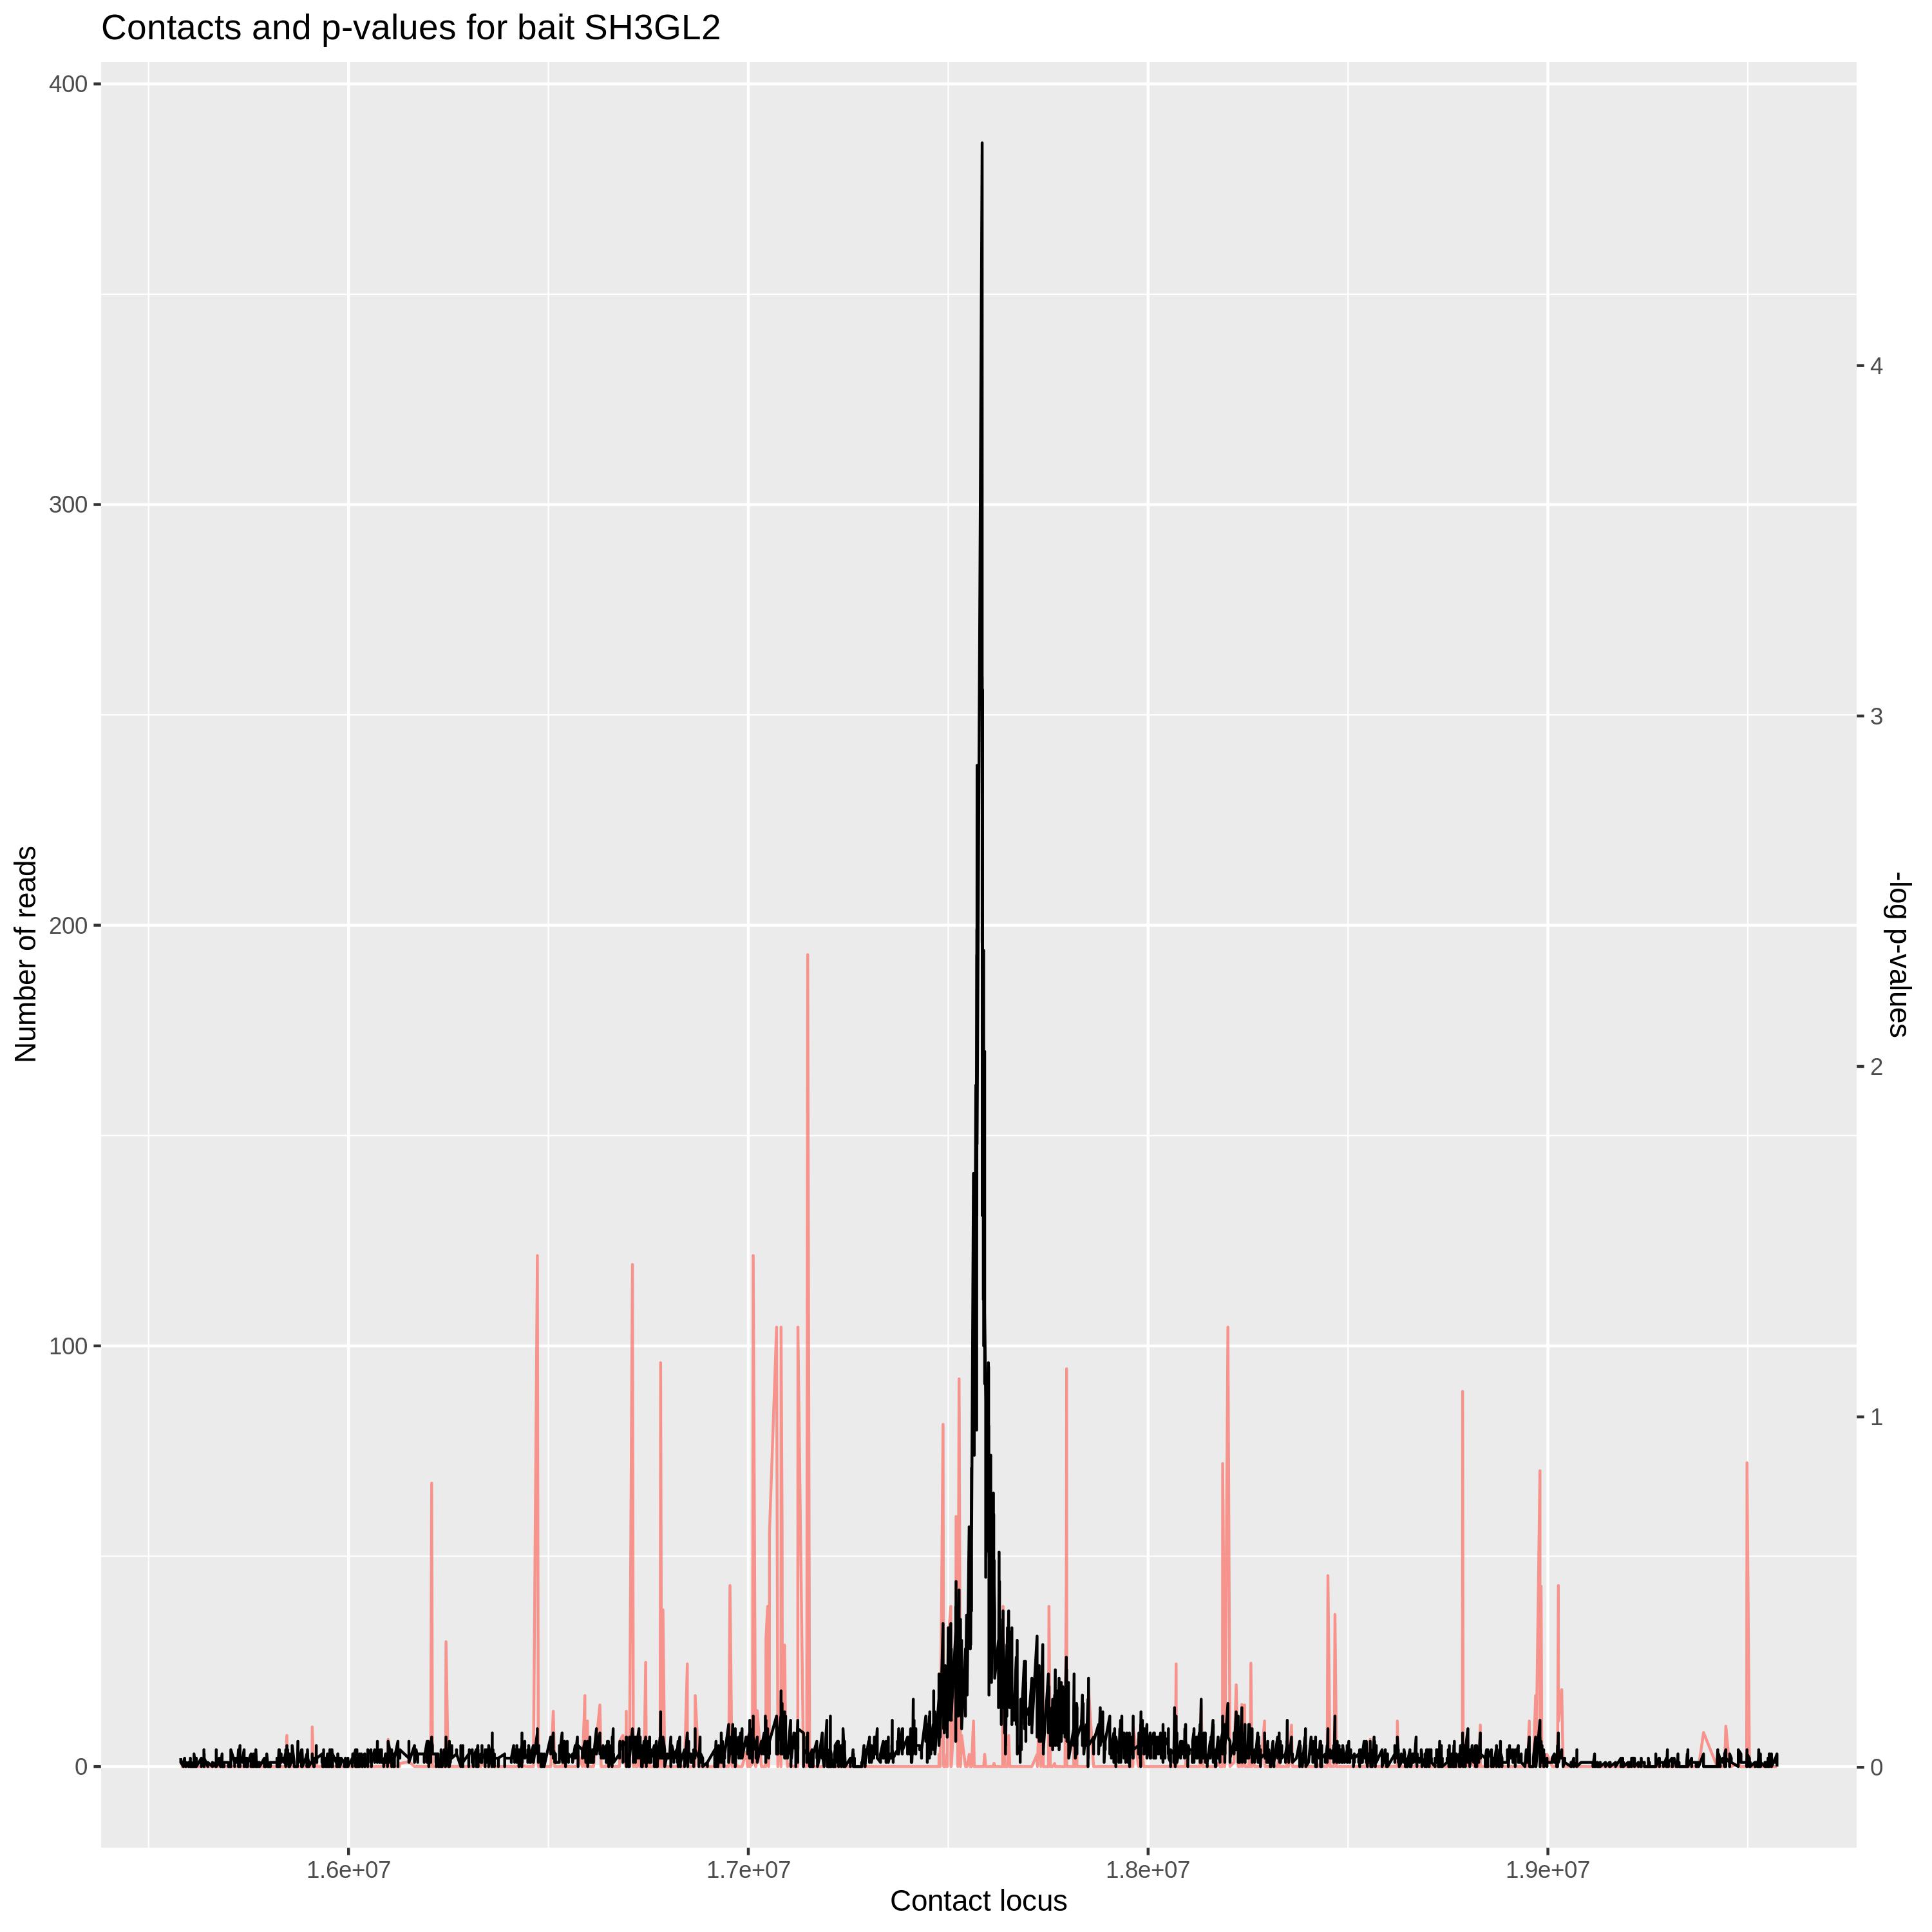 Contacts and p-values for bait SH3GL2
400
300
200
100
0
Number of reads
4
3
2
1
0
-log p-values
1.6e+07
1.7e+07
1.8e+07
1.9e+07
Contact locus